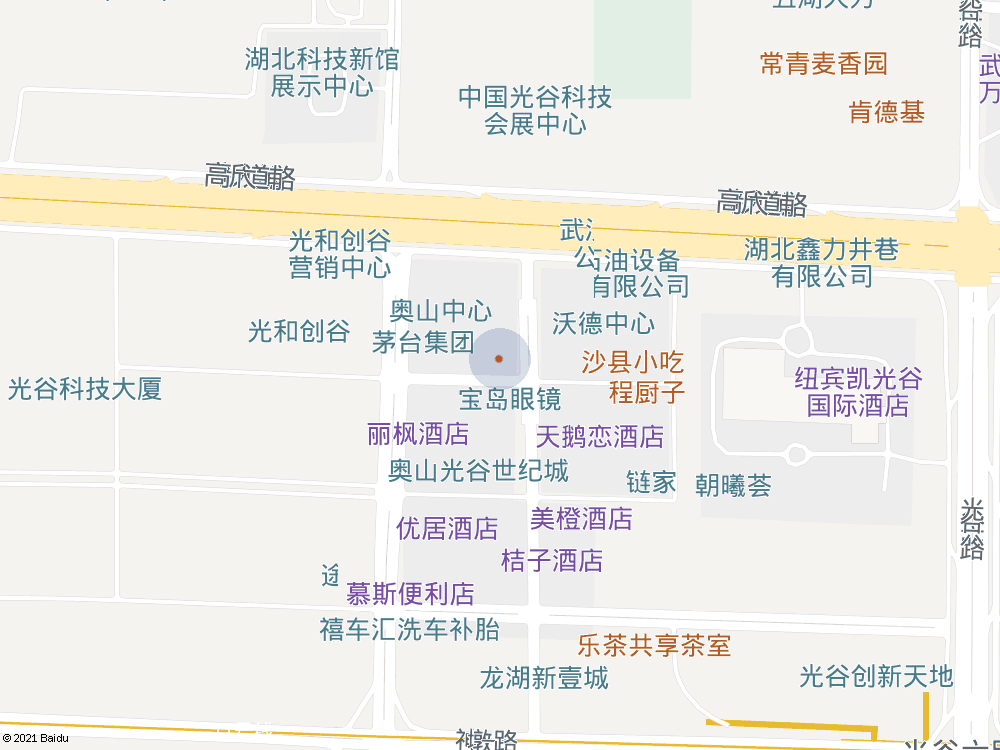 湖北科技新馆
展示中心
常青麦香园
中国光谷科技
会展中心
肯德基
光和创谷
营销中心
湖北鑫力井巷
有限公司
油设备
有限公司
奥山中心
沃德中心
光和创谷
茅台集团
沙县小吃
程厨子
光谷科技大厦
纽宾凯光谷
国际酒店
宝岛眼镜
丽枫酒店
天鹅恋酒店
奥山光谷世纪城
链家
朝曦荟
优居酒店
美橙酒店
桔子酒店
慕斯便利店
禧车汇洗车补胎
乐茶共享茶室
龙湖新壹城
光谷创新天地
© 2021 Baidu